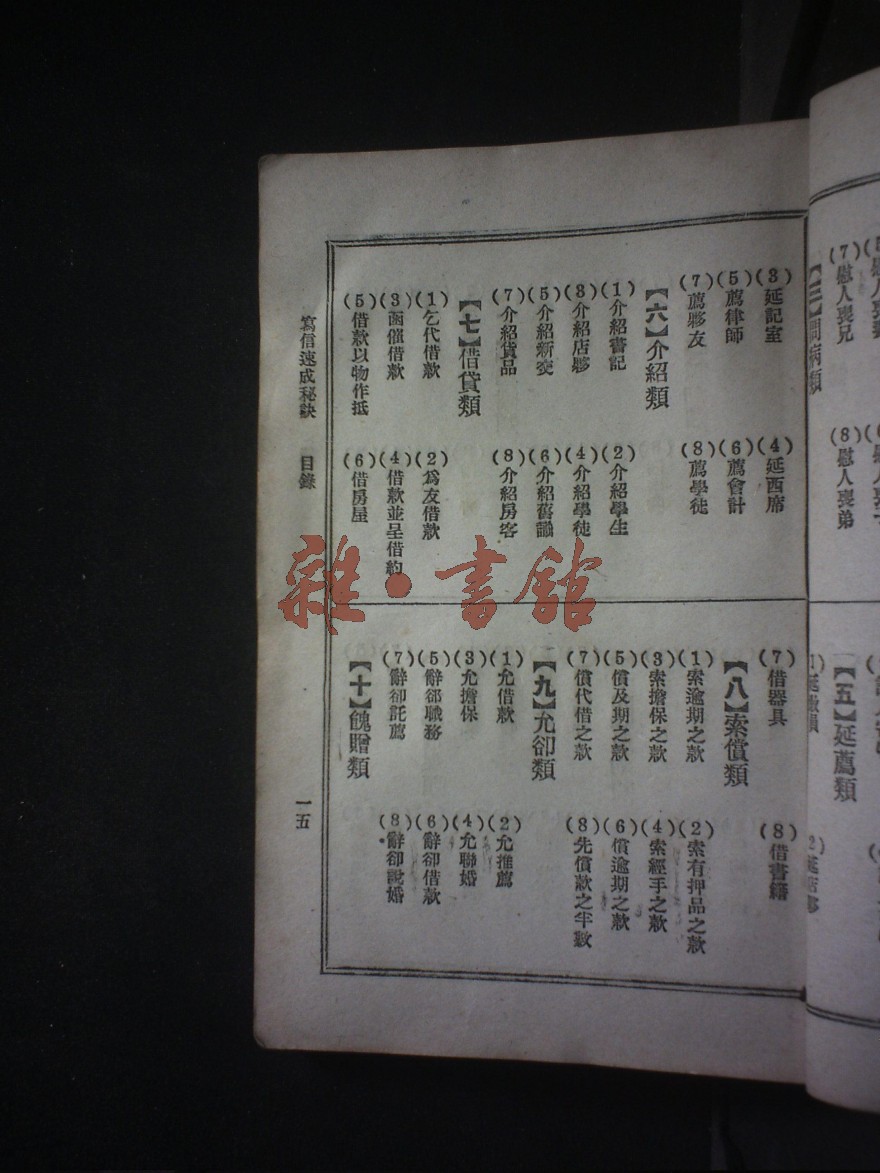 (3)延記室
(4)延西席
(5)薦律師
(6)薦會計
(7)薦夥友
(8)薦學徒
【六】介紹類
(1)介紹書記
(2)介紹學生
(3)介紹店夥
(4)介紹學徒
(5)介紹新交
(6)介紹舊識
(7)介紹貨品
(8)介紹房客
【七】借貸類
(1)乞代借款
(2)爲友借款
(3)函催借款
(4)借款並呈借約
(5)借款以物作抵
(6)借房屋
(7)借器具
(8)借書籍
【八】索償類
(1)索逾期之款
(2)索有押品之款
(3)索擔保之款
(4)索經手之款
(5)償及期之款
(6)償逾期之款
(7)償代借之款
(8)先償款之半數
【九】允卻類
(1)允借款
(2)允推薦
(3)允擔保
(4)允聯婚
(5)辭卻職務
(6)辭卻借款
(7)辭卻託薦
(8)辭卻說婚
【十】餽贈類
寫信速成秘訣 目錄
一五
(7)慰人喪兄
(8)慰人喪弟
【三】問病類
【五】延薦類
雜·書館